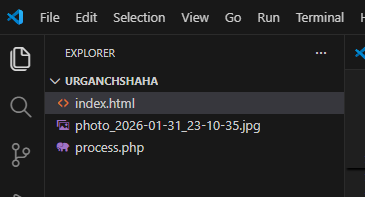 File Edit Selection View Go Run Terminal
EXPLORER
URGANCHSHAHA
index.html
photo_2026-01-31_23-10-35.jpg
process.php